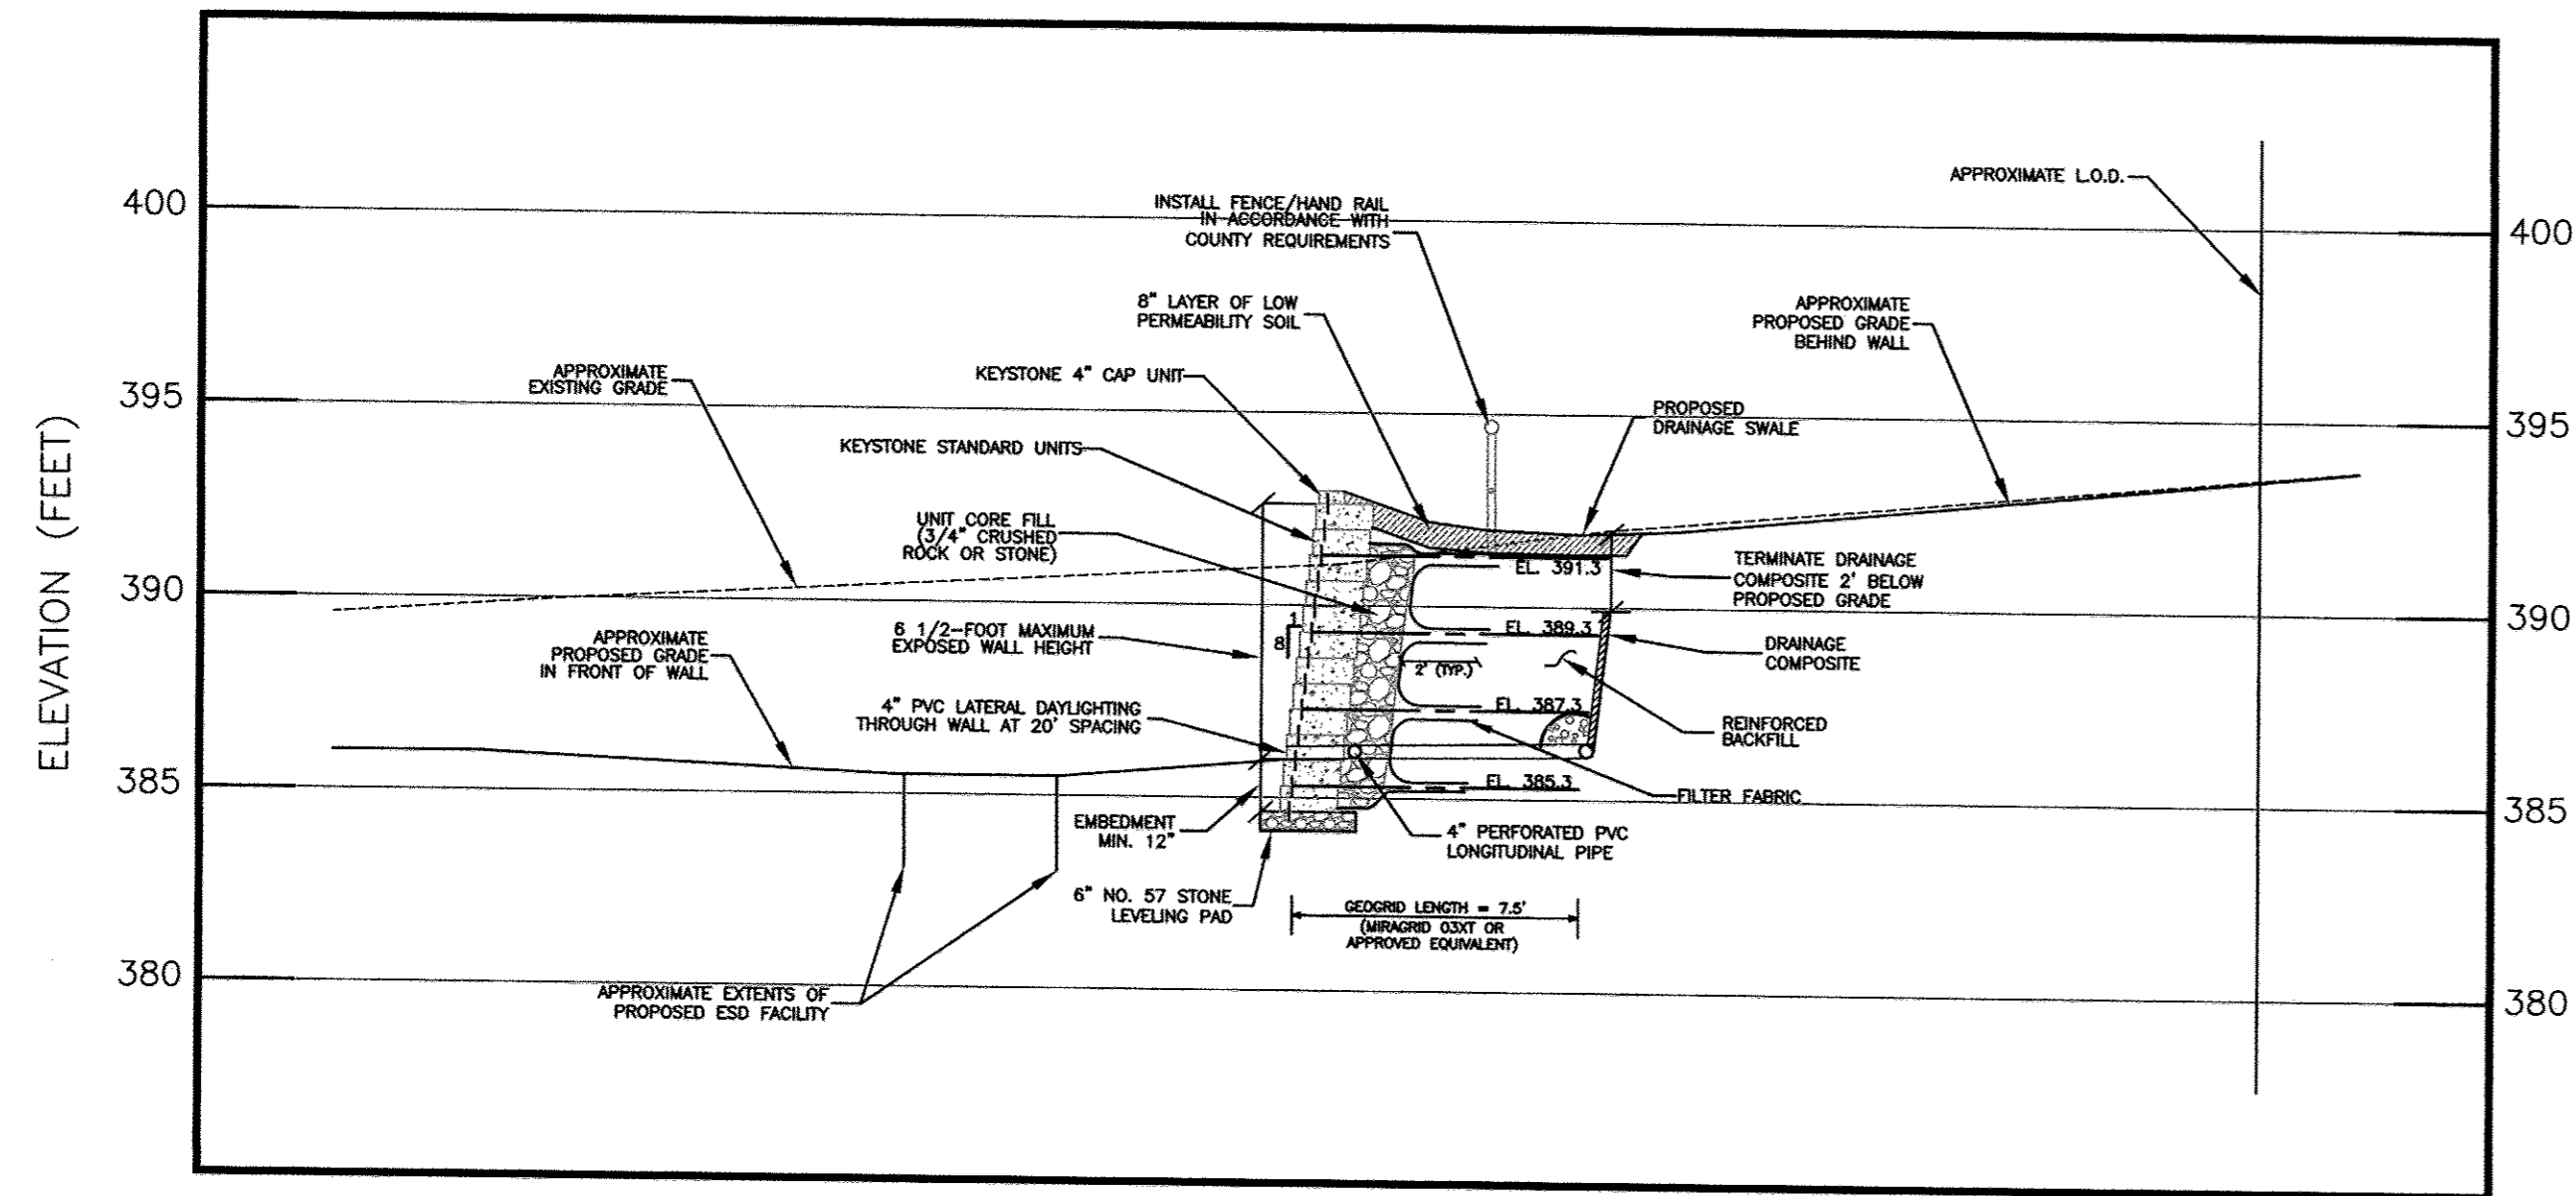 ELEVATION (FEET)
400
395
390
385
380
400
395
390
385
380
INSTALL FENCE/HAND RAIL
IN ACCORDANCE WITH
COUNTY REQUIREMENTS
APPROXIMATE L.O.D.
8" LAYER OF LOW
PERMEABILITY SOIL
APPROXIMATE
PROPOSED GRADE
BEHIND WALL
APPROXIMATE
EXISTING GRADE
KEYSTONE 4" CAP UNIT
PROPOSED
DRAINAGE SWALE
KEYSTONE STANDARD UNITS
UNIT CORE FILL
(3/4" CRUSHED
ROCK OR STONE)
TERMINATE DRAINAGE
COMPOSITE 2' BELOW
PROPOSED GRADE
EL. 391.3
6 1/2-FOOT MAXIMUM
EXPOSED WALL HEIGHT
1
8
EL. 389.3
DRAINAGE
COMPOSITE
APPROXIMATE
PROPOSED GRADE
IN FRONT OF WALL
2' (TYP.)
4" PVC LATERAL DAYLIGHTING
THROUGH WALL AT 20' SPACING
EL. 387.3
REINFORCED
BACKFILL
EL. 385.3
FILTER FABRIC
EMBEDMENT
MIN. 12"
4" PERFORATED PVC
LONGITUDINAL PIPE
6" NO. 57 STONE
LEVELING PAD
GEOGRID LENGTH = 7.5'
(MIRAGRID 03XT OR
APPROVED EQUIVALENT)
APPROXIMATE EXTENTS OF
PROPOSED ESD FACILITY